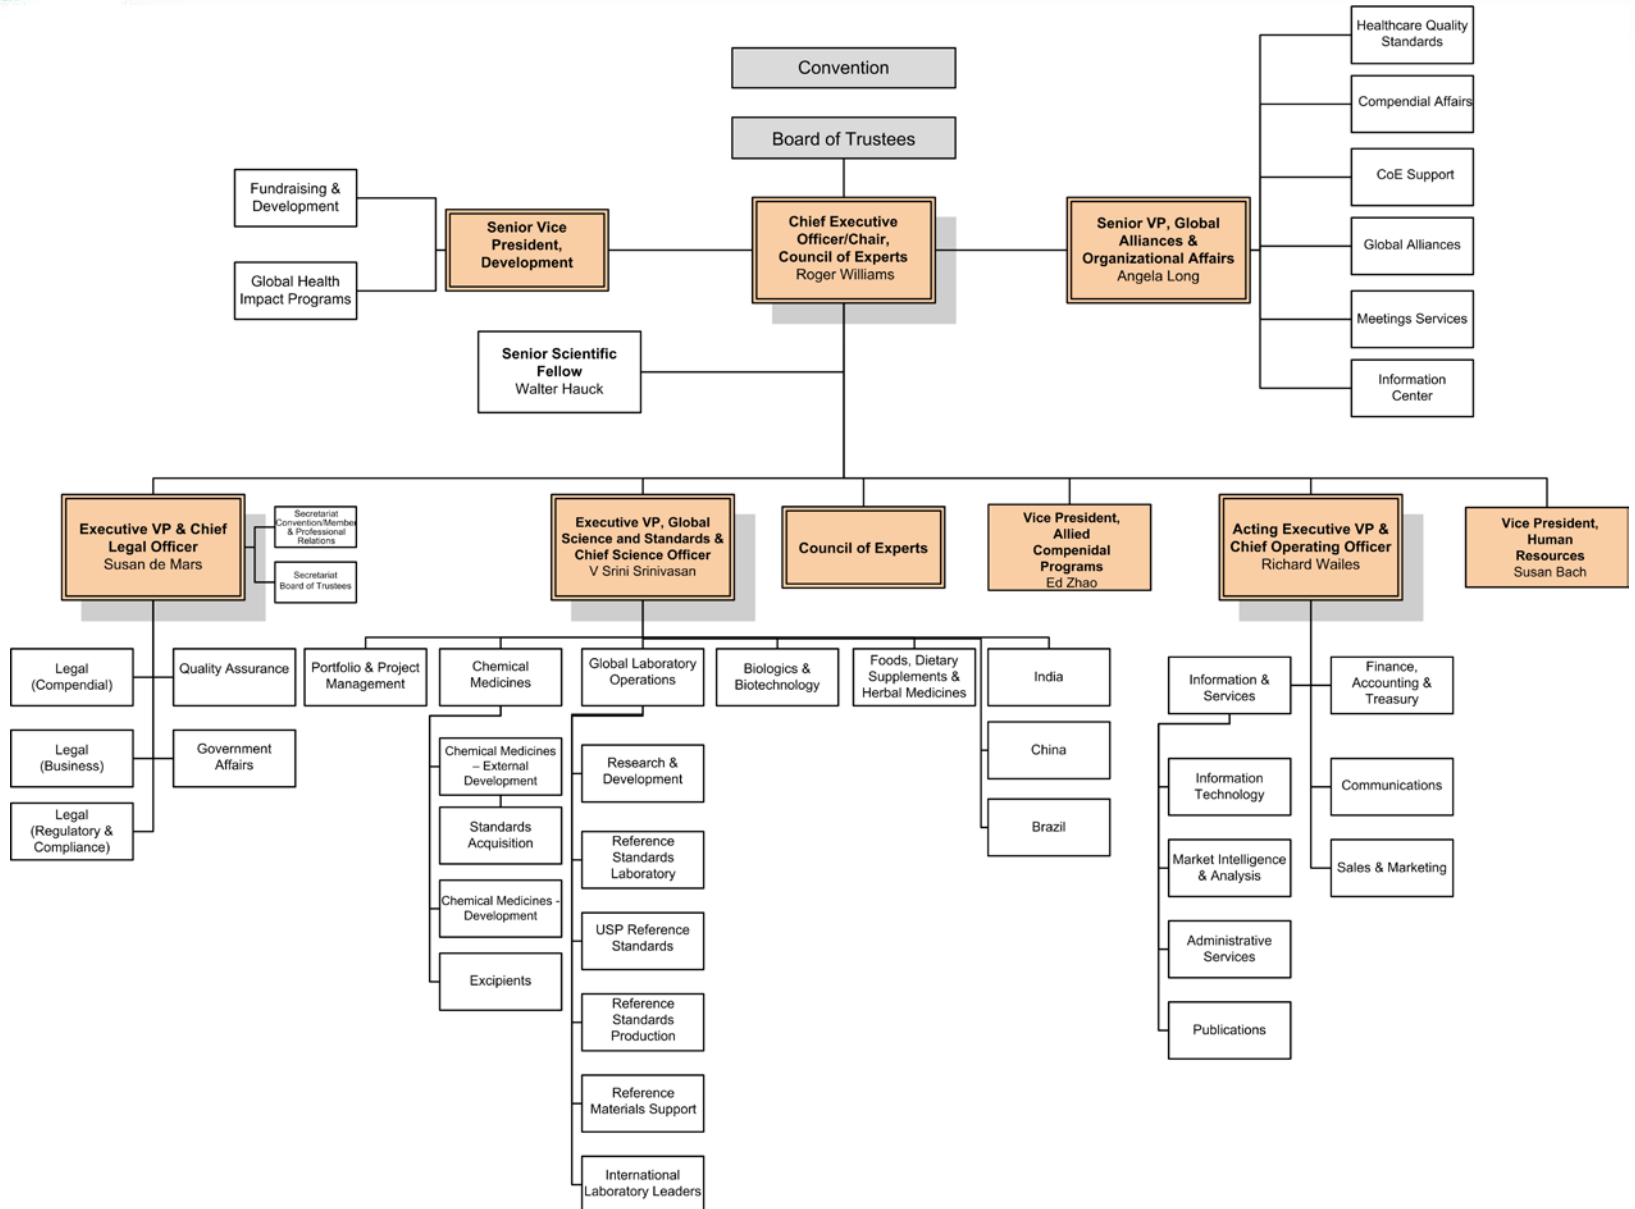 Convention
Board of Trustees
Fundraising &
Development
Global Health
Impact Programs
Senior Vice
President,
Development
Chief Executive
Officer/Chair,
Council of Experts
Roger Williams
Senior VP, Global
Alliances &
Organizational Affairs
Angela Long
Healthcare Quality
Standards
Compendial Affairs
CoE Support
Global Alliances
Meetings Services
Information
Center
Senior Scientific
Fellow
Walter Hauck
Executive VP & Chief
Legal Officer
Susan de Mars
Secretariat
Convention/Member
& Professional
Relations
Secretariat
Board of Trustees
Executive VP, Global
Science and Standards &
Chief Science Officer
V Srini Srinivasan
Council of Experts
Vice President,
Allied
Compenidal
Programs
Ed Zhao
Acting Executive VP &
Chief Operating Officer
Richard Wailes
Vice President,
Human
Resources
Susan Bach
Legal
(Compendial)
Quality Assurance
Legal
(Business)
Government
Affairs
Legal
(Regulatory &
Compliance)
Portfolio & Project
Management
Chemical
Medicines
Chemical Medicines
– External
Development
Standards
Acquisition
Chemical Medicines -
Development
Excipients
Global Laboratory
Operations
Research &
Development
Reference
Standards
Laboratory
USP Reference
Standards
Reference
Standards
Production
Reference
Materials Support
International
Laboratory Leaders
Biologics &
Biotechnology
Foods, Dietary
Supplements &
Herbal Medicines
India
China
Brazil
Information &
Services
Information
Technology
Market Intelligence
& Analysis
Administrative
Services
Publications
Finance,
Accounting &
Treasury
Communications
Sales & Marketing